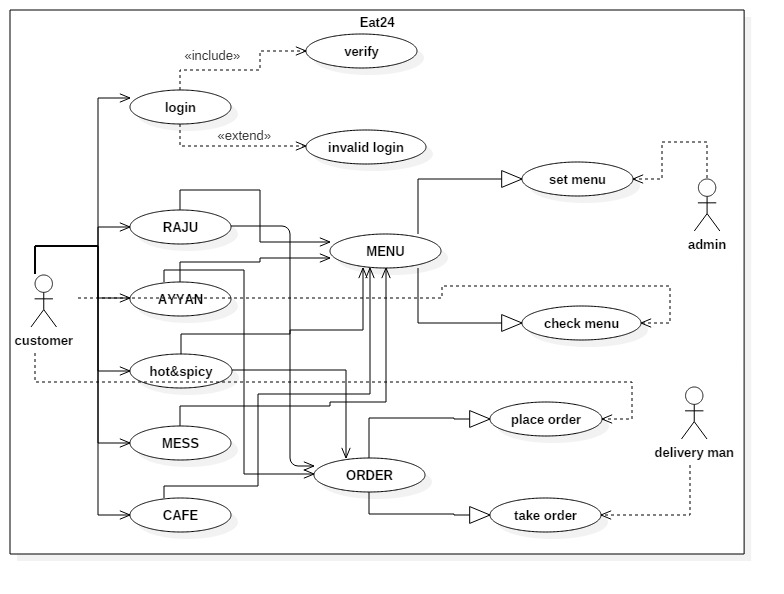 Eat24
«include»
verify
login
«extend»
invalid login
set menu
RAJU
MENU
admin
AYYAN
check menu
customer
hot&spicy
place order
MESS
delivery man
ORDER
CAFE
take order